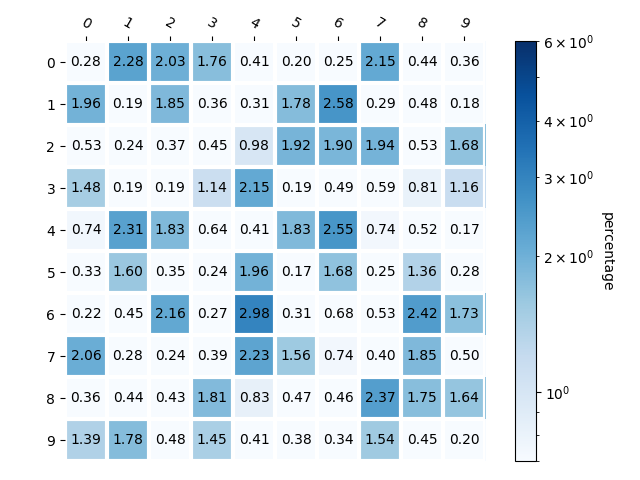 0 1 2 3 4 5 6 7 8 9
0 0.28 2.28 2.03 1.76 0.41 0.20 0.25 2.15 0.44 0.36
1 1.96 0.19 1.85 0.36 0.31 1.78 2.58 0.29 0.48 0.18
2 0.53 0.24 0.37 0.45 0.98 1.92 1.90 1.94 0.53 1.68
3 1.48 0.19 0.19 1.14 2.15 0.19 0.49 0.59 0.81 1.16
4 0.74 2.31 1.83 0.64 0.41 1.83 2.55 0.74 0.52 0.17
5 0.33 1.60 0.35 0.24 1.96 0.17 1.68 0.25 1.36 0.28
6 0.22 0.45 2.16 0.27 2.98 0.31 0.68 0.53 2.42 1.73
7 2.06 0.28 0.24 0.39 2.23 1.56 0.74 0.40 1.85 0.50
8 0.36 0.44 0.43 1.81 0.83 0.47 0.46 2.37 1.75 1.64
9 1.39 1.78 0.48 1.45 0.41 0.38 0.34 1.54 0.45 0.20
6 × 10⁰
4 × 10⁰
3 × 10⁰
2 × 10⁰
10⁰
percentage